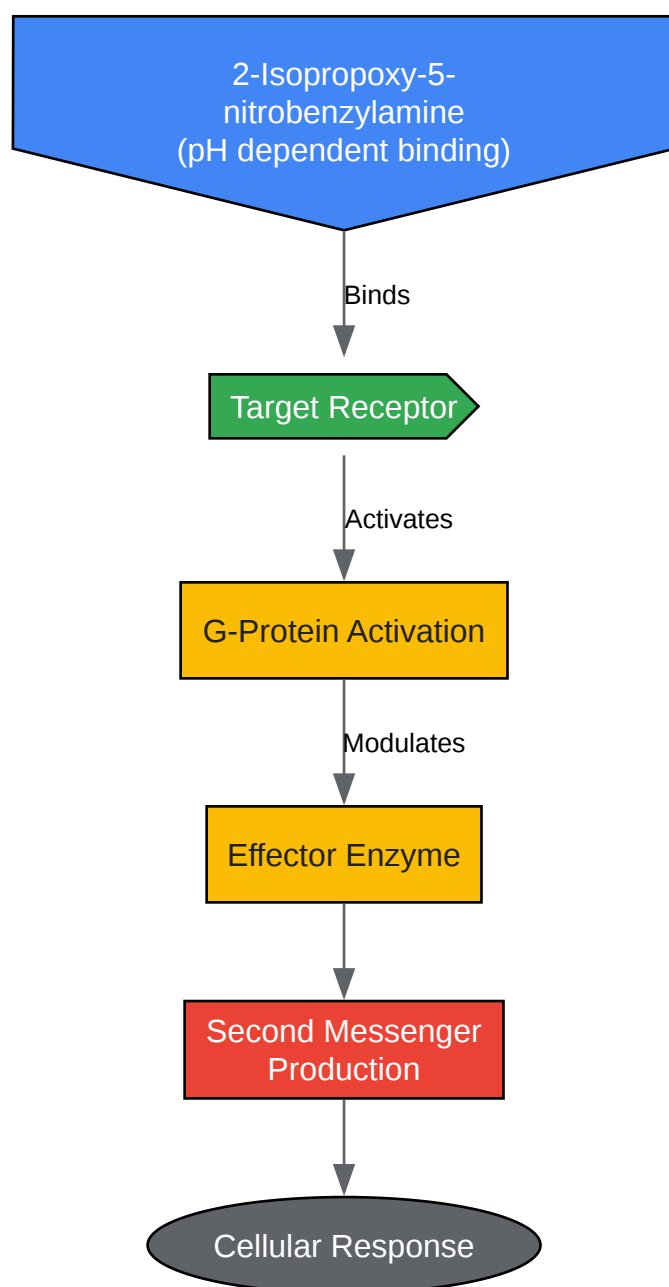 2-Isopropoxy-5-
nitrobenzylamine
(pH dependent binding)
Binds
Target Receptor
Activates
G-Protein Activation
Modulates
Effector Enzyme
Second Messenger
Production
Cellular Response